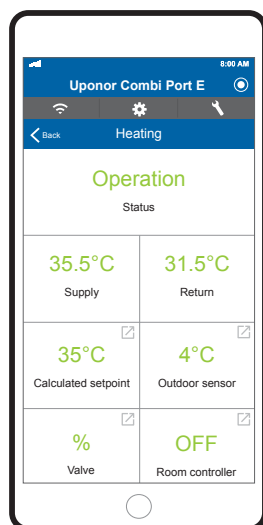 8:00 AM
Uponor Combi Port E
Back Heating
Operation
Status
35.5°C 31.5°C
Supply Return
35°C 4°C
Calculated setpoint Outdoor sensor
% OFF
Valve Room controller